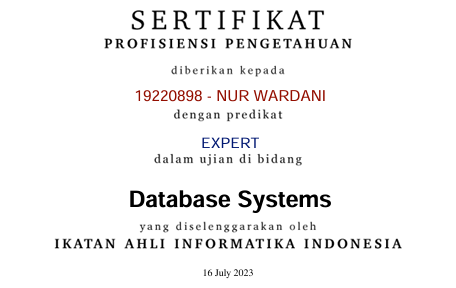 SERTIFIKAT
PROFISIENSI PENGETAHUAN
diberikan kepada
19220898 - NUR WARDANI
dengan predikat
EXPERT
dalam ujian di bidang
Database Systems
yang diselenggarakan oleh
IKATAN AHLI INFORMATIKA INDONESIA
16 July 2023